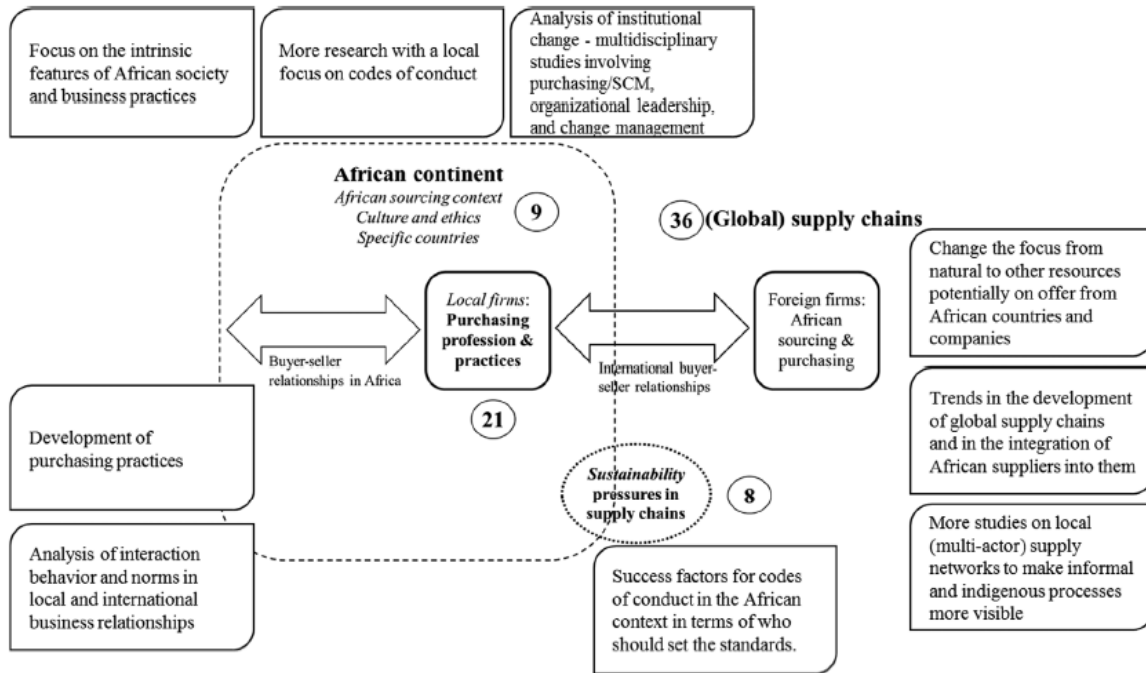 Focus on the intrinsic
features of African society
and business practices
More research with a local
focus on codes of conduct
Analysis of institutional
change - multidisciplinary
studies involving
purchasing/SCM,
organizational leadership,
and change management
African continent
African sourcing context
Culture and ethics
Specific countries
9
36
(Global) supply chains
Change the focus from
natural to other resources
potentially on offer from
African countries and
companies
Local firms:
Purchasing
profession &
practices
Foreign firms:
African
sourcing &
purchasing
Buyer-seller
relationships in Africa
International buyer-
seller relationships
21
Development of
purchasing practices
Trends in the development
of global supply chains
and in the integration of
African suppliers into them
Sustainability
pressures in
supply chains
8
Analysis of interaction
behavior and norms in
local and international
business relationships
Success factors for codes
of conduct in the African
context in terms of who
should set the standards.
More studies on local
(multi-actor) supply
networks to make informal
and indigenous processes
more visible